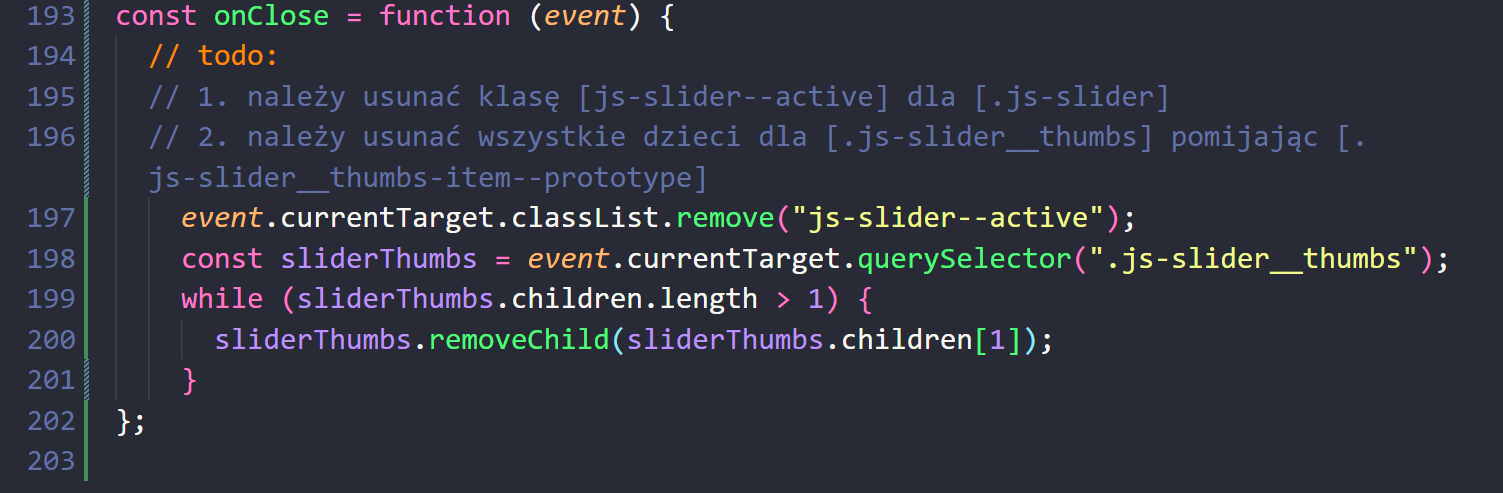 193 const onClose = function (event) {
194 // todo:
195 // 1. należy usunać klasę [js-slider--active] dla [.js-slider]
196 // 2. należy usunać wszystkie dzieci dla [.js-slider__thumbs] pomijając [.
js-slider__thumbs-item--prototype]
197 event.currentTarget.classList.remove("js-slider--active");
198 const sliderThumbs = event.currentTarget.querySelector(".js-slider__thumbs");
199 while (sliderThumbs.children.length > 1) {
200 sliderThumbs.removeChild(sliderThumbs.children[1]);
201 }
202 };
203